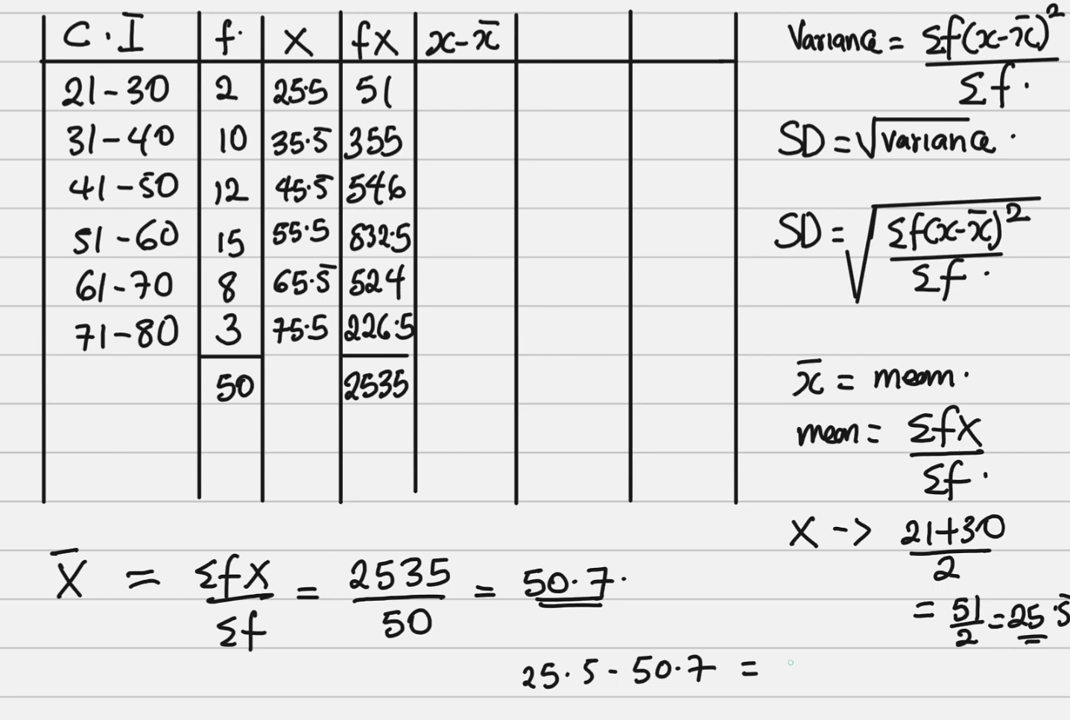 C.I f. X fX x-x̄
21-30 2 25.5 51
31-40 10 35.5 355
41-50 12 45.5 546
51-60 15 55.5 832.5
61-70 8 65.5 524
71-80 3 75.5 226.5
50 2535
Variance = Σf(x-x̄)² / Σf.
SD = √variance.
SD = √(Σf(x-x̄)² / Σf.)
x̄ = mean.
mean = ΣfX / Σf.
X -> 21+30 / 2
= 51/2 = 25.5
X̄ = ΣfX / Σf = 2535 / 50 = 50.7.
25.5 - 50.7 =